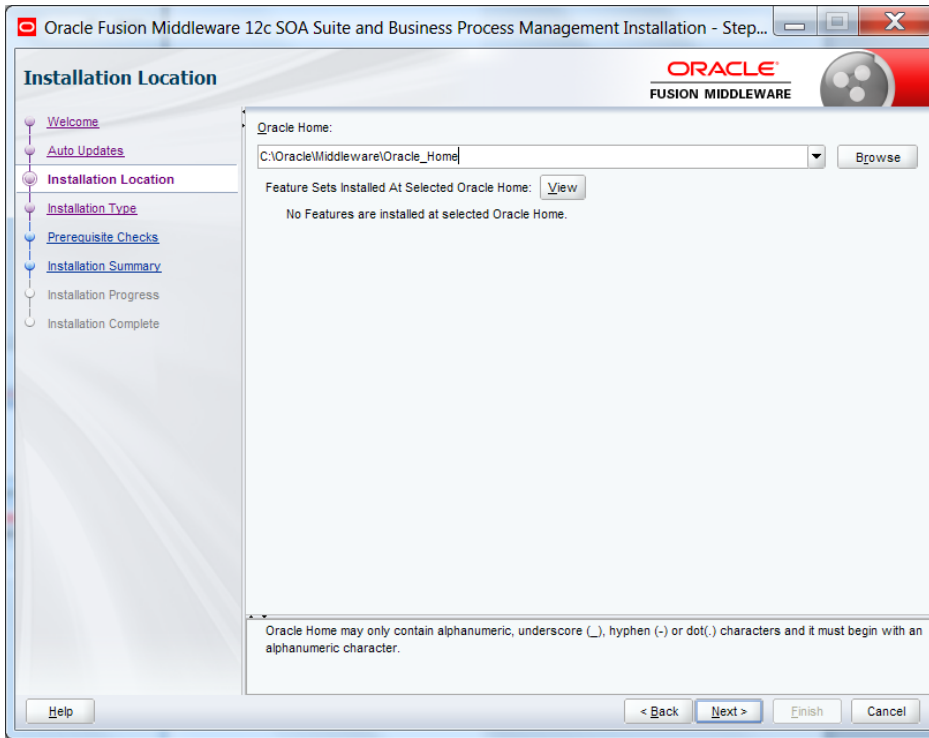 Oracle Fusion Middleware 12c SOA Suite and Business Process Management Installation - Step...
Installation Location
ORACLE®
FUSION MIDDLEWARE
Welcome
Auto Updates
Installation Location
Installation Type
Prerequisite Checks
Installation Summary
Installation Progress
Installation Complete
Oracle Home:
C:\Oracle\Middleware\Oracle_Home
Browse
Feature Sets Installed At Selected Oracle Home: View
No Features are installed at selected Oracle Home.
Oracle Home may only contain alphanumeric, underscore (_), hyphen (-) or dot(.) characters and it must begin with an
alphanumeric character.
Help
< Back Next > Finish Cancel